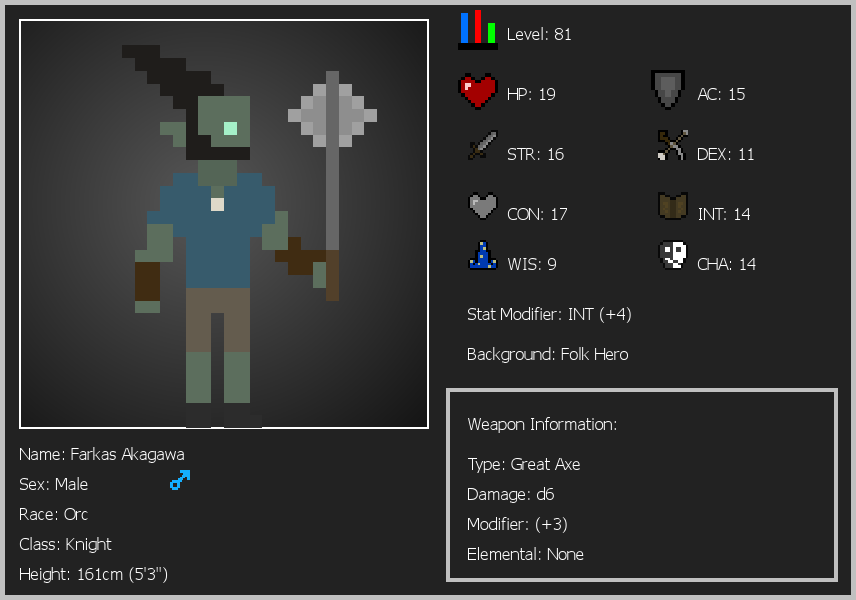 Level: 81
HP: 19
AC: 15
STR: 16
DEX: 11
CON: 17
INT: 14
WIS: 9
CHA: 14
Stat Modifier: INT (+4)
Background: Folk Hero
Weapon Information:
Type: Great Axe
Damage: d6
Modifier: (+3)
Elemental: None
Name: Farkas Akagawa
Sex: Male
Race: Orc
Class: Knight
Height: 161cm (5'3")